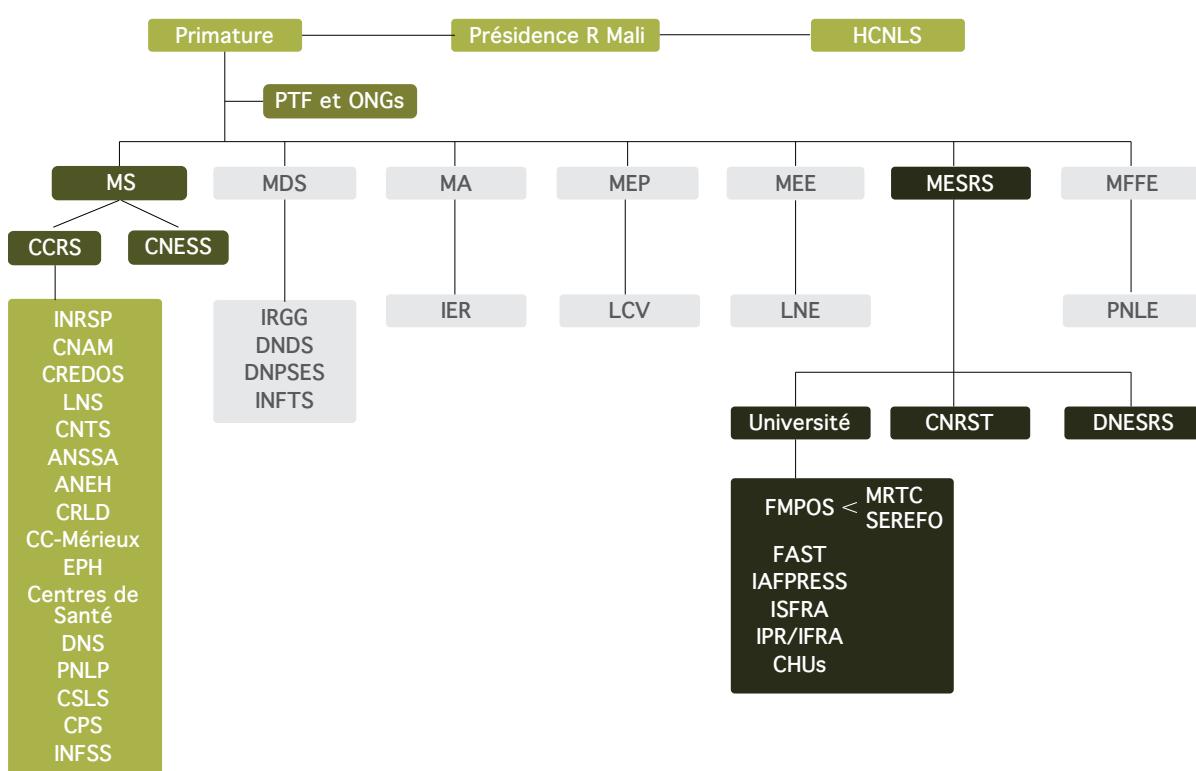 Primature
Présidence R Mali
HCNLS
PTF et ONGs
MS
MDS
MA
MEP
MEE
MESRS
MFFE
CCRS
CNESS
INRSP
CNAM
CREDOS
LNS
CNTS
ANSSA
ANEH
CRLD
CC-Mérieux
EPH
Centres de
Santé
DNS
PNLP
CSLS
CPS
INFSS
IRGG
DNDS
DNPSES
INFTS
IER
LCV
LNE
PNLE
Université
CNRST
DNESRS
FMPOS <
MRTC
SEREFO
FAST
IAFPRESS
ISFRA
IPR/IFRA
CHUs